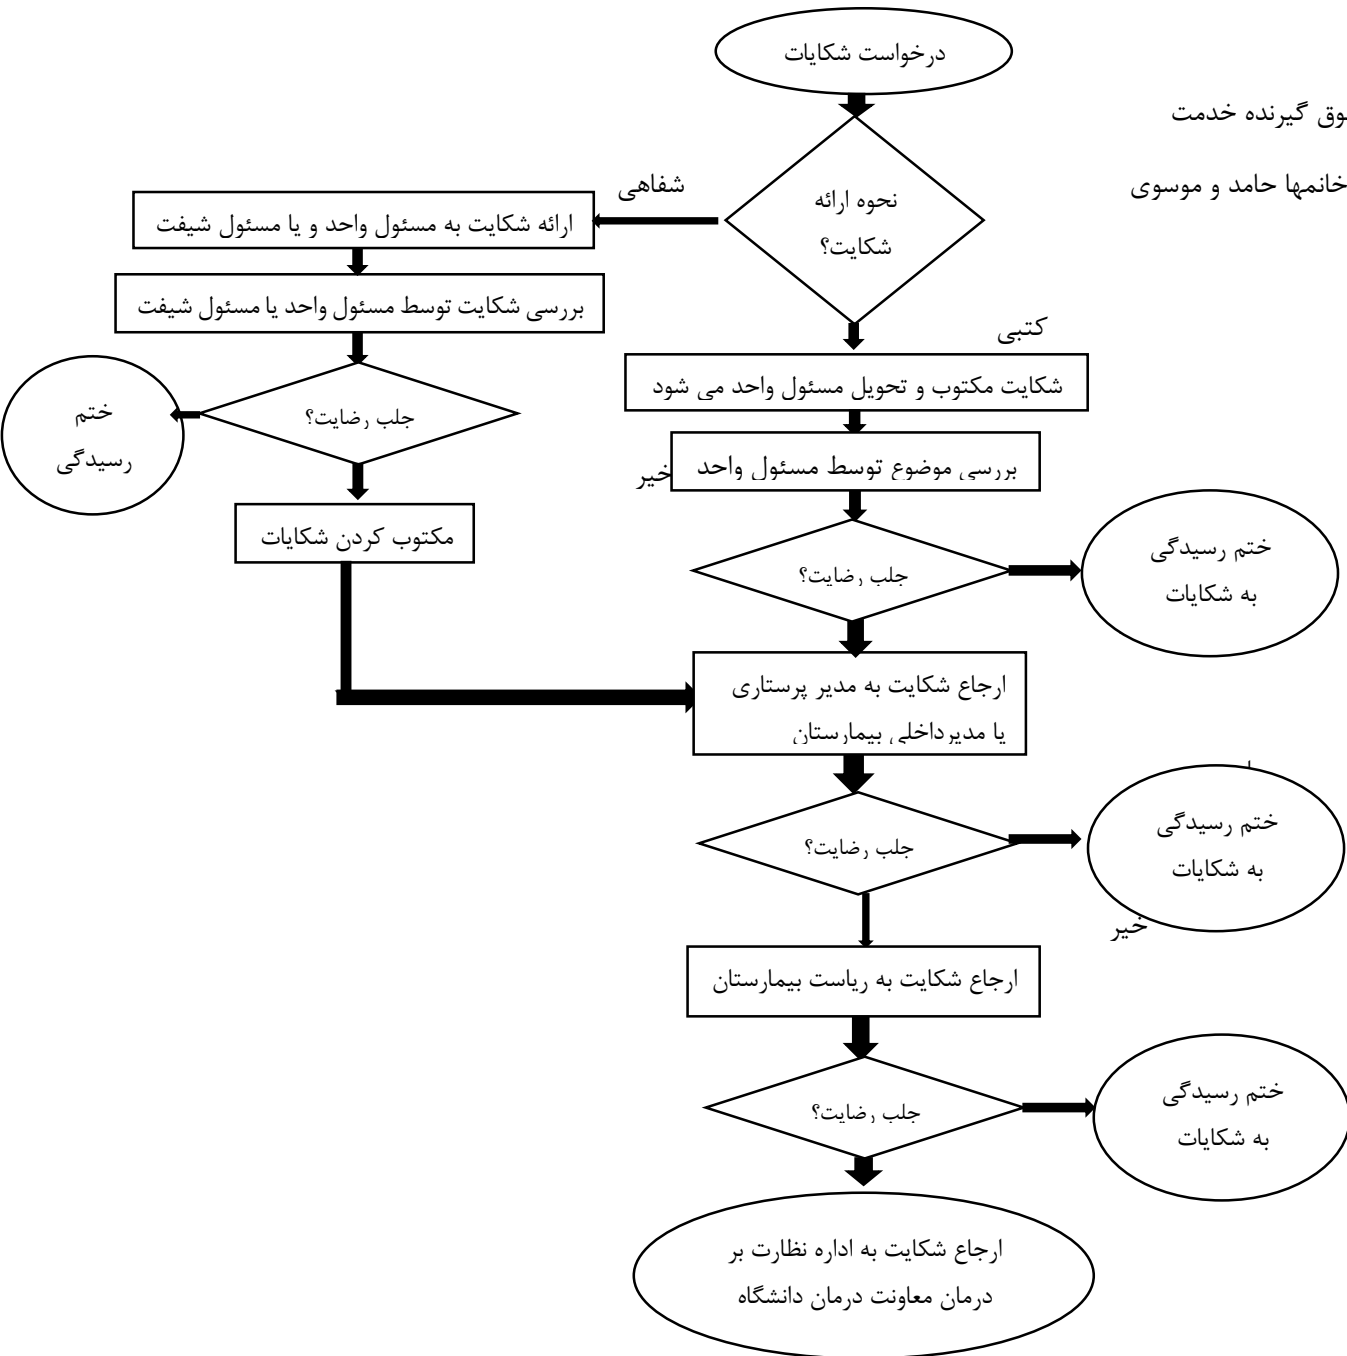 درخواست شکایات
گیرنده خدمت
خانمها حامد و موسوی
نحوه ارائه
شکایت؟
شفاهی
ارائه شکایت به مسئول واحد و یا مسئول شیفت
بررسی شکایت توسط مسئول واحد یا مسئول شیفت
جلب رضایت؟
ختم
رسیدگی
مکتوب کردن شکایات
کتبی
شکایت مکتوب و تحویل مسئول واحد می شود
بررسی موضوع توسط مسئول واحد
خیر
جلب رضایت؟
ختم رسیدگی
به شکایات
ارجاع شکایت به مدیر پرستاری
یا مدیرداخلی بیمارستان
جلب رضایت؟
ختم رسیدگی
به شکایات
خیر
ارجاع شکایت به ریاست بیمارستان
جلب رضایت؟
ختم رسیدگی
به شکایات
ارجاع شکایت به اداره نظارت بر
درمان معاونت درمان دانشگاه